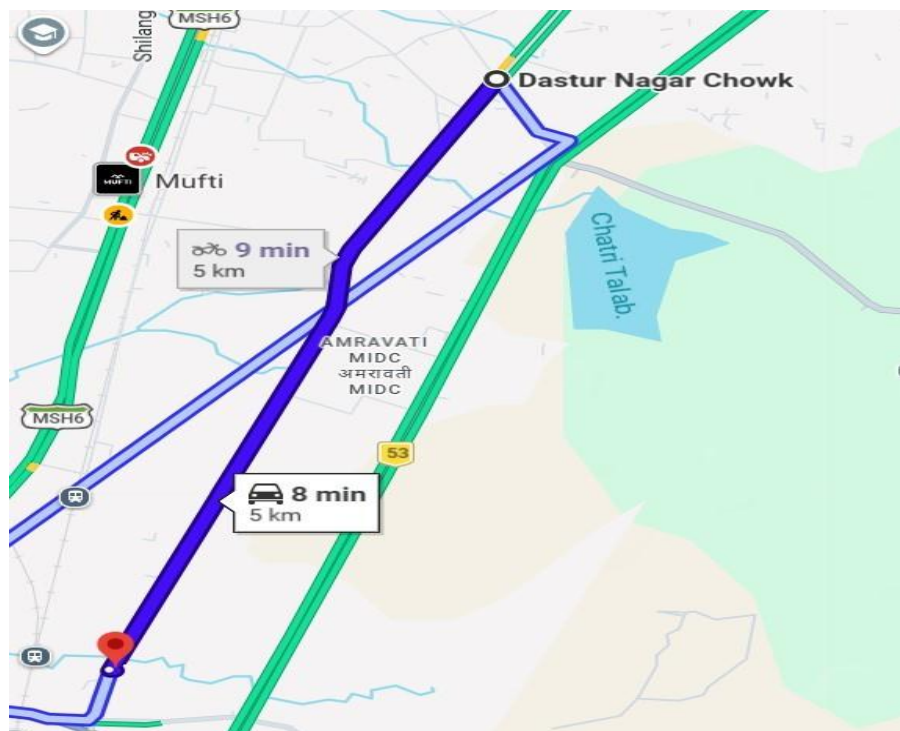 MSH6
Shilang
Dastur Nagar Chowk
MUFTI
Mufti
9 min
5 km
Chatri Talab.
AMRAVATI
MIDC
अमरावती
MIDC
MSH6
53
8 min
5 km